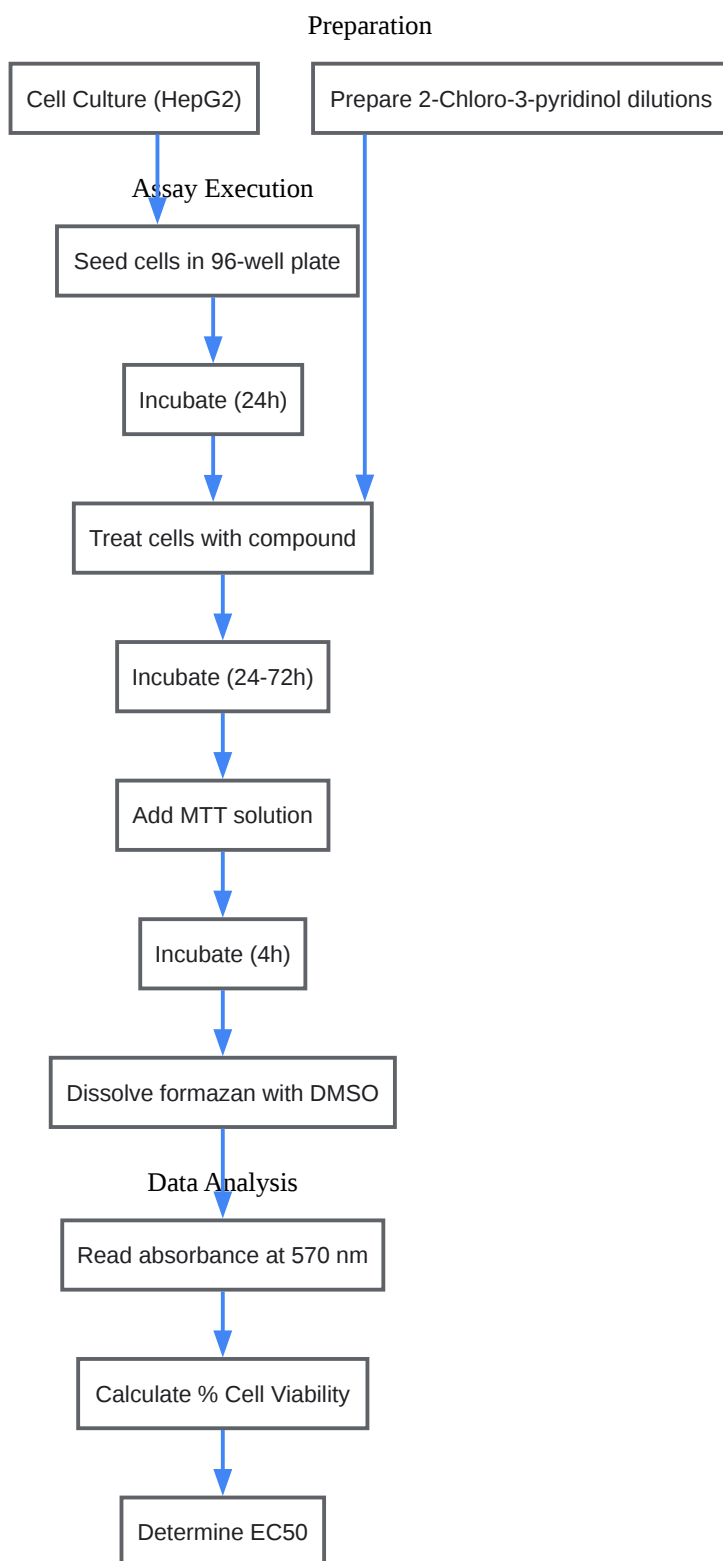 Preparation
Cell Culture (HepG2)
Prepare 2-Chloro-3-pyridinol dilutions
Assay Execution
Seed cells in 96-well plate
Incubate (24h)
Treat cells with compound
Incubate (24-72h)
Add MTT solution
Incubate (4h)
Dissolve formazan with DMSO
Data Analysis
Read absorbance at 570 nm
Calculate % Cell Viability
Determine EC50